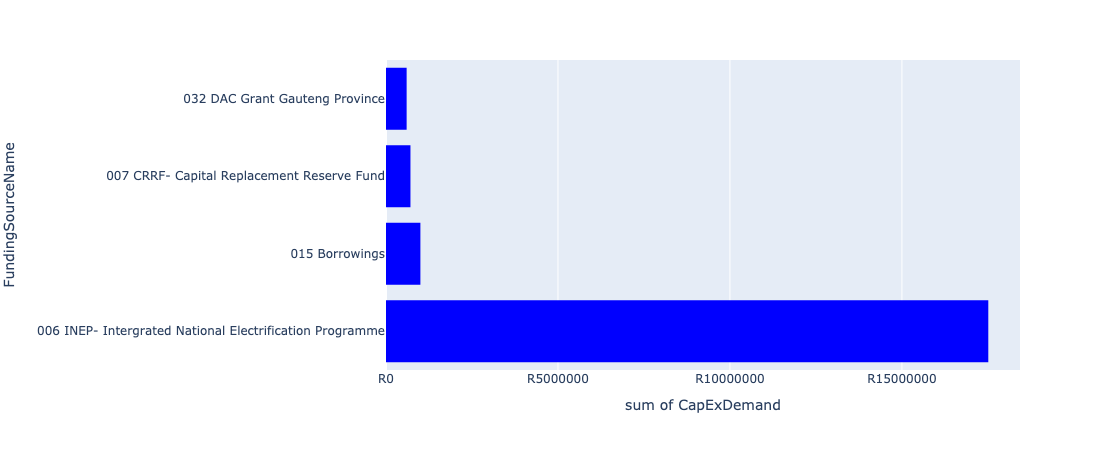 032 DAC Grant Gauteng Province
007 CRRF- Capital Replacement Reserve Fund
015 Borrowings
006 INEP- Intergrated National Electrification Programme
FundingSourceName
R0
R5000000
R10000000
R15000000
sum of CapExDemand